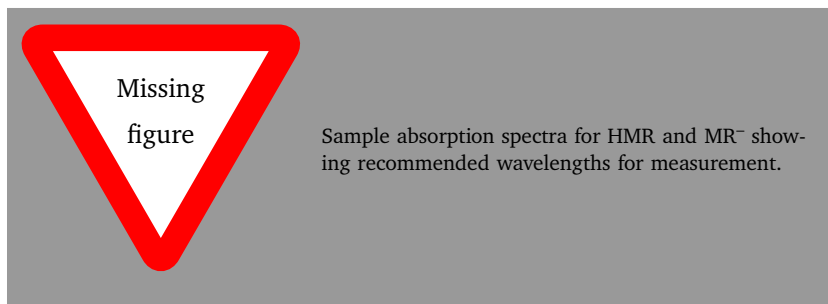 Missing
figure
Sample absorption spectra for HMR and MR⁻ show-
ing recommended wavelengths for measurement.